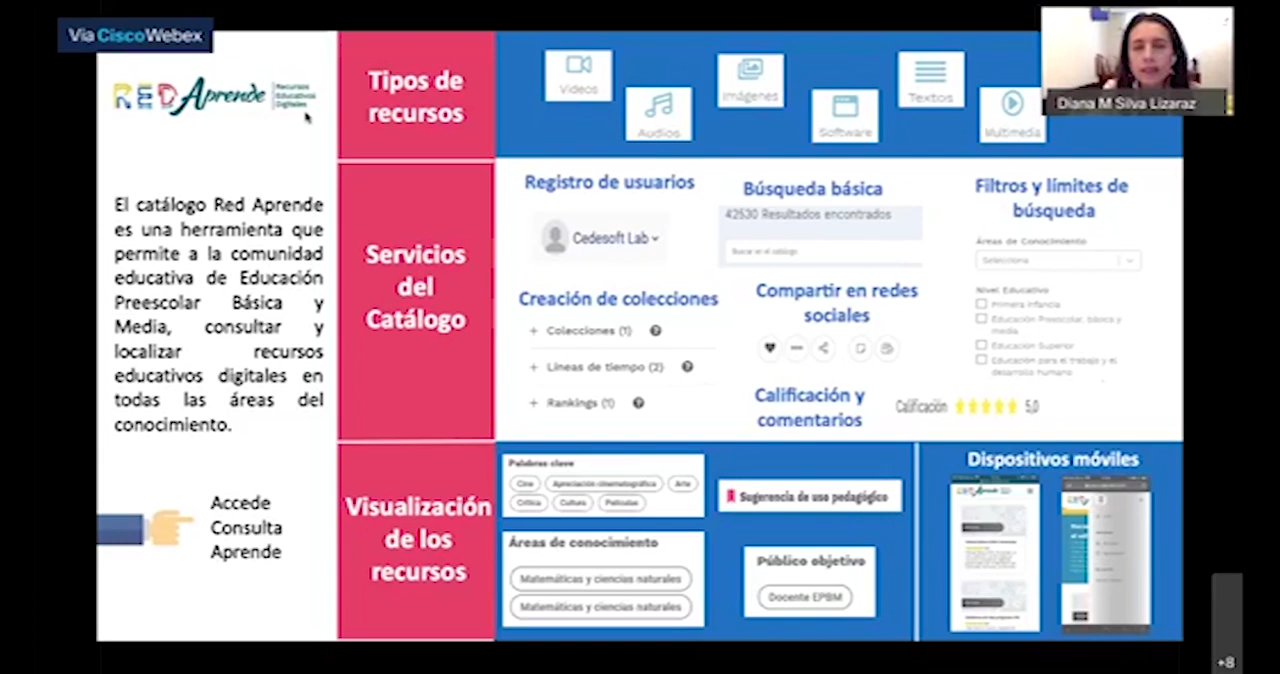 Via Cisco Webex
RED Aprende
Recursos
Educativos
Digitales
El catálogo Red Aprende
es una herramienta que
permite a la comunidad
educativa de Educación
Preescolar Básica y
Media, consultar y
localizar recursos
educativos digitales en
todas las áreas del
conocimiento.
Accede
Consulta
Aprende
Tipos de
recursos
Videos
Audios
Imágenes
Software
Textos
Multimedia
Diana M Silva Lizaraz
Servicios
del
Catálogo
Registro de usuarios
Cedesoft Lab
Búsqueda básica
42530 Resultados encontrados
Buscar en el catálogo
Filtros y límites de
búsqueda
Áreas de Conocimiento
Selecciona
Nivel Educativo
Primera infancia
Educación Preescolar, básica y
media
Educación Superior
Educación para el trabajo y el
desarrollo humano
Creación de colecciones
+ Colecciones (1) ?
+ Líneas de tiempo (2) ?
+ Rankings (1) ?
Compartir en redes
sociales
Calificación y
comentarios
Calificación 5,0
Visualización
de los
recursos
Palabras clave
Cine Apreciación cinematográfica Arte
Crítica Cultura Películas
Áreas de conocimiento
Matemáticas y ciencias naturales
Matemáticas y ciencias naturales
Sugerencia de uso pedagógico
Público objetivo
Docente EPBM
Dispositivos móviles
+8